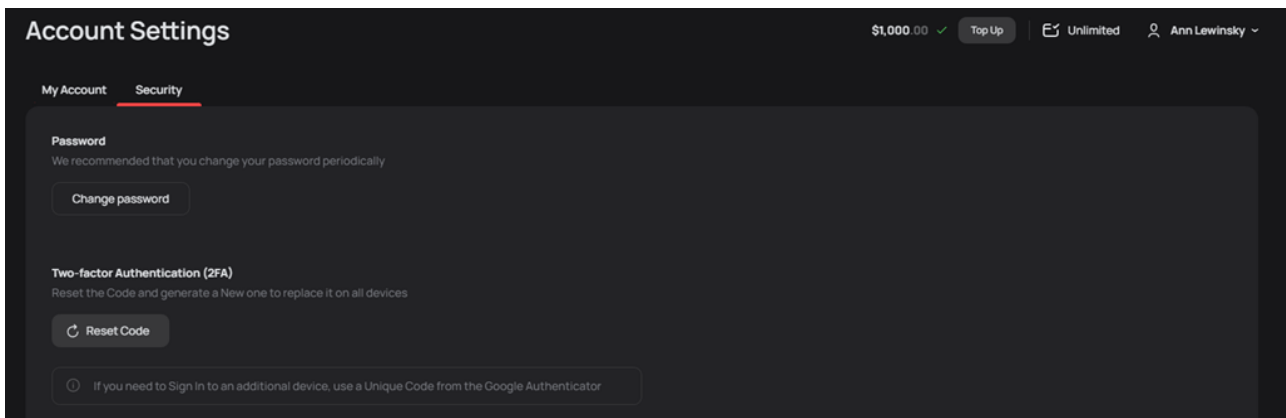 Account Settings
$1,000.00 Top Up Unlimited Ann Lewinsky
My Account Security
Password
We recommended that you change your password periodically
Change password
Two-factor Authentication (2FA)
Reset the Code and generate a New one to replace it on all devices
Reset Code
If you need to Sign In to an additional device, use a Unique Code from the Google Authenticator